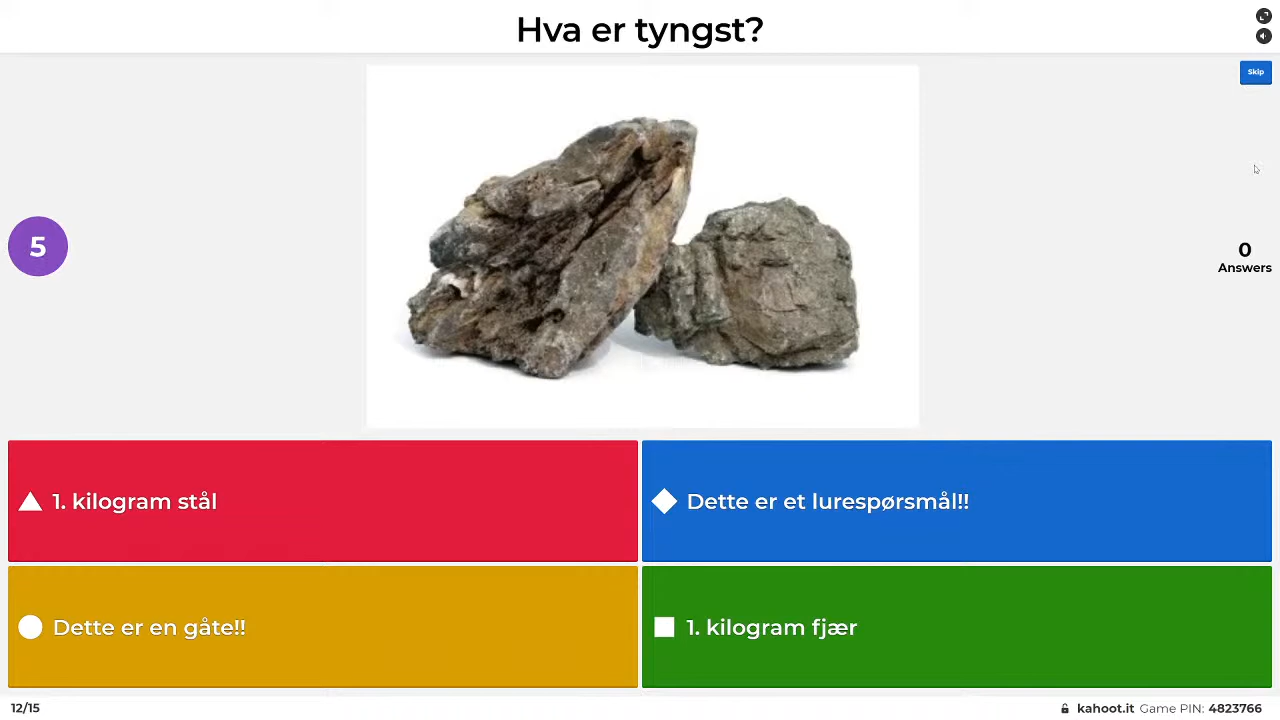 Hva er tyngst?
Skip
5
0
Answers
1. kilogram stål
Dette er et lurespørsmål!!
Dette er en gåte!!
1. kilogram fjær
12/15
kahoot.it Game PIN: 4823766